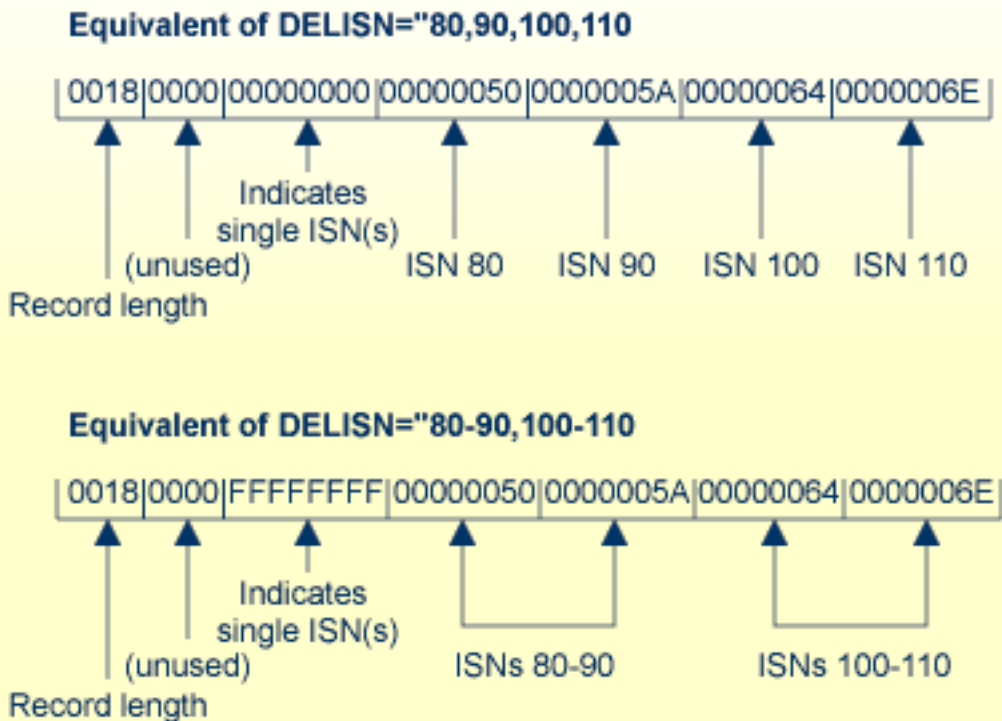 Equivalent of DELISN="80,90,100,110
0018|0000|00000000|00000050|0000005A|00000064|0000006E
Indicates
single ISN(s)
(unused) ISN 80 ISN 90 ISN 100 ISN 110
Record length
Equivalent of DELISN="80-90,100-110
0018|0000|FFFFFFFF|00000050|0000005A|00000064|0000006E
Indicates
single ISN(s)
(unused) ISNs 80-90 ISNs 100-110
Record length